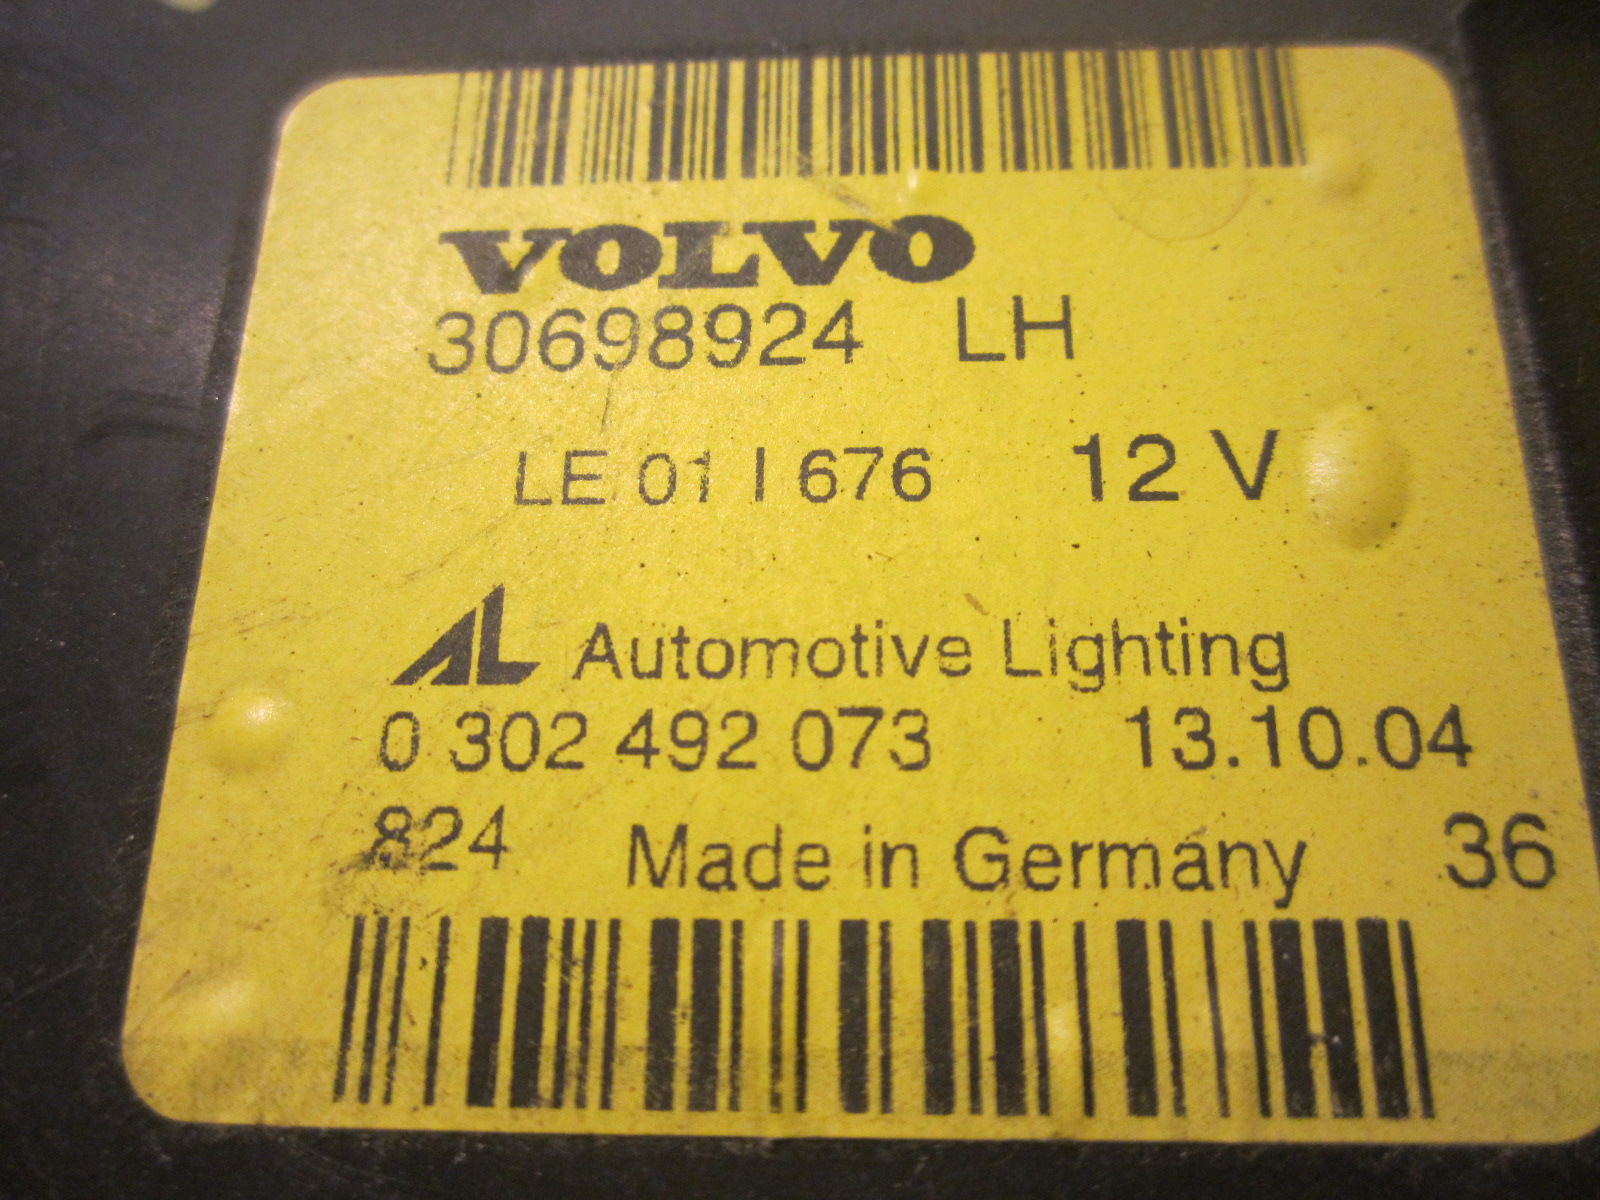 VOLVO
30698924 LH
LE 01 I 676 12 V
AL Automotive Lighting
0 302 492 073 13.10.04
824 Made in Germany 36